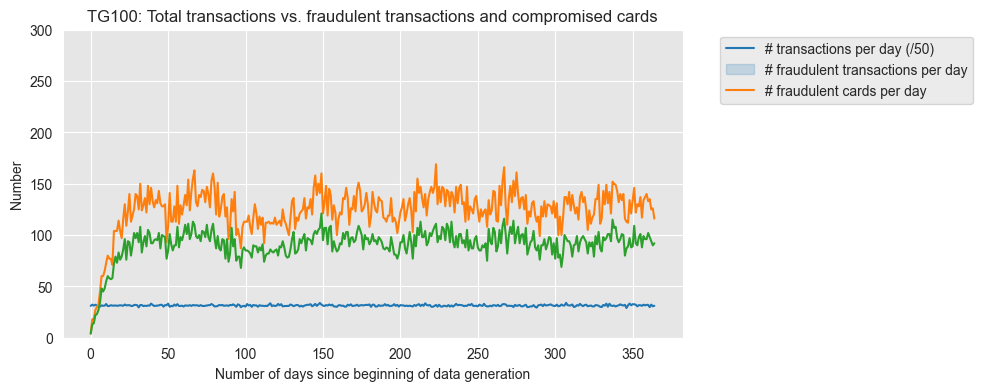 TG100: Total transactions vs. fraudulent transactions and compromised cards
300
250
200
150
100
50
0
Number
0 50 100 150 200 250 300 350
Number of days since beginning of data generation
# transactions per day (/50)
# fraudulent transactions per day
# fraudulent cards per day